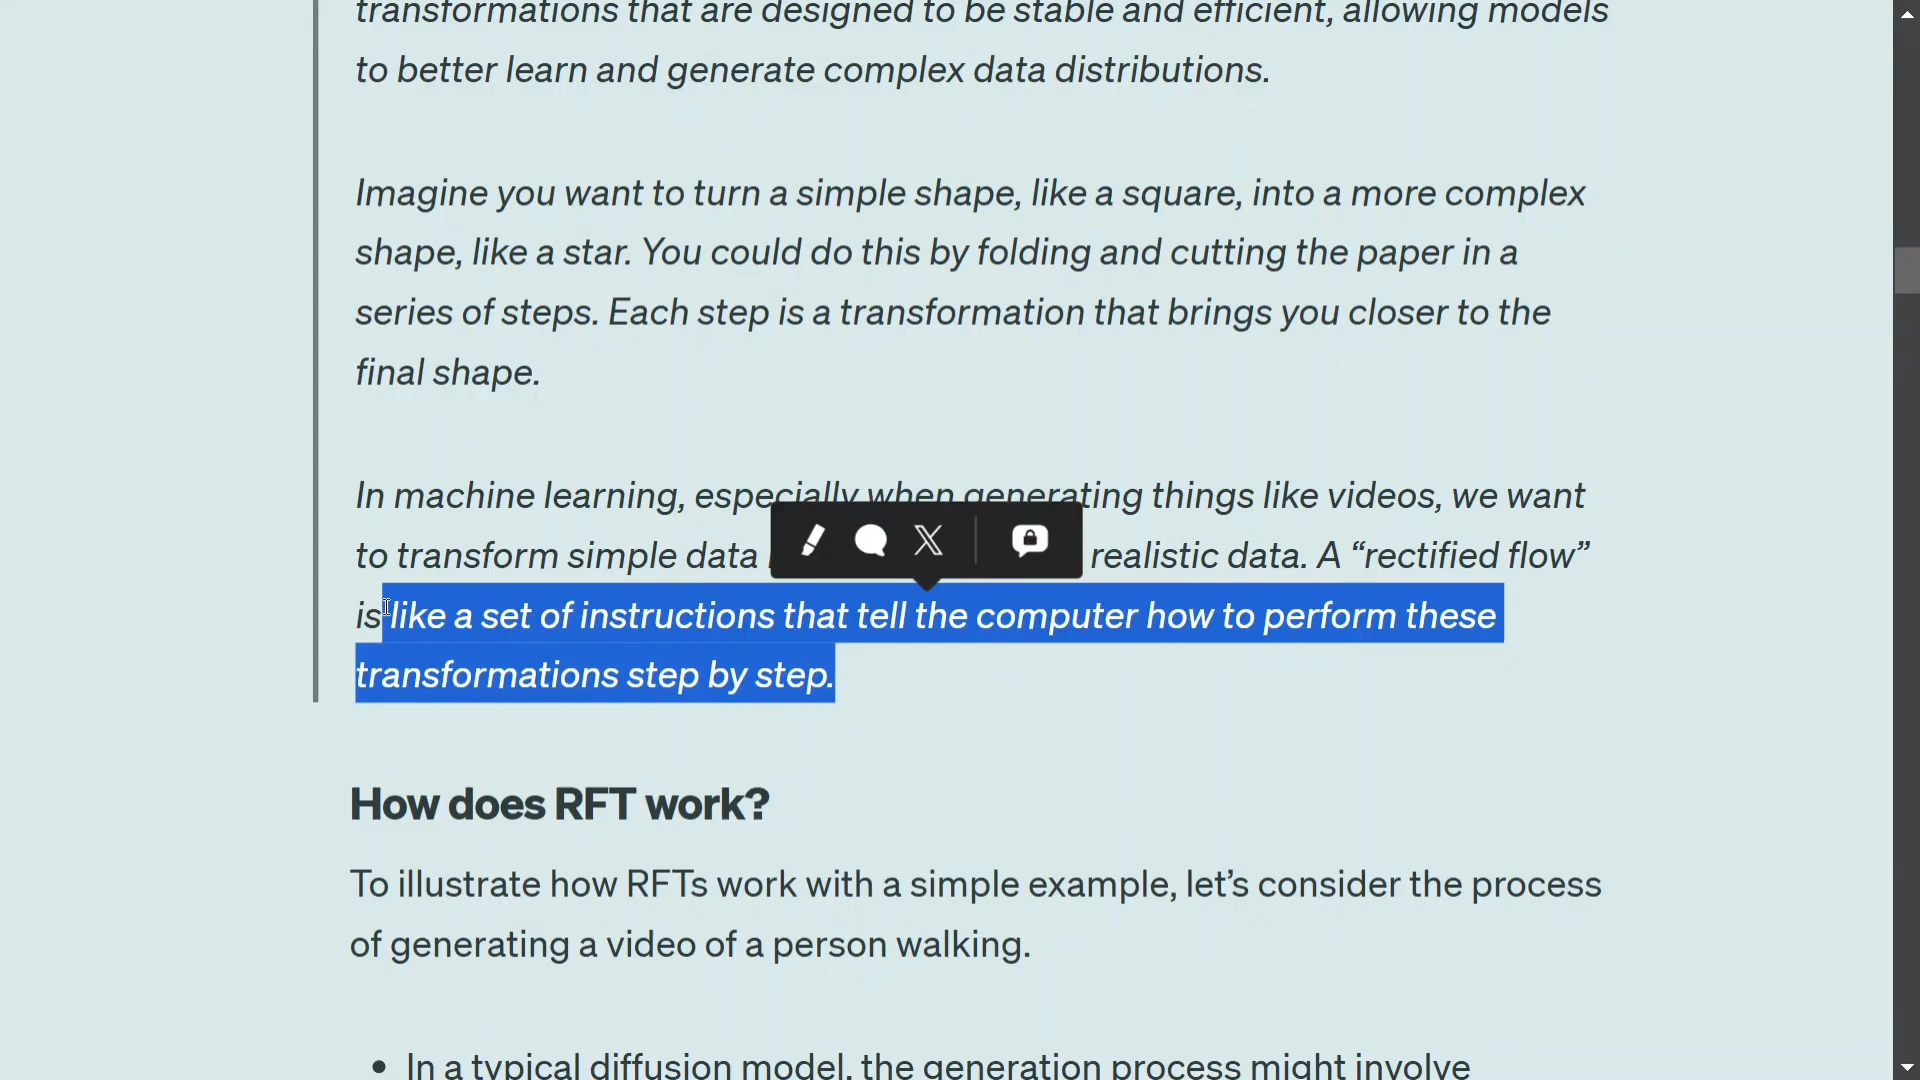 transformations that are designed to be stable and efficient, allowing models
to better learn and generate complex data distributions.
Imagine you want to turn a simple shape, like a square, into a more complex
shape, like a star. You could do this by folding and cutting the paper in a
series of steps. Each step is a transformation that brings you closer to the
final shape.
In machine learning, especially when generating things like videos, we want
to transform simple data realistic data. A “rectified flow”
is like a set of instructions that tell the computer how to perform these
transformations step by step.
How does RFT work?
To illustrate how RFTs work with a simple example, let’s consider the process
of generating a video of a person walking.
• In a typical diffusion model, the generation process might involve